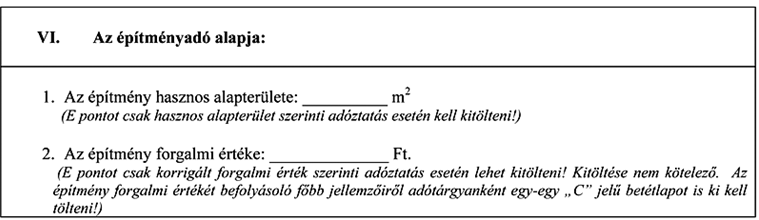 VI. Az építményadó alapja:
1. Az építmény hasznos alapterülete: __________ m²
(E pontot csak hasznos alapterület szerinti adóztatás esetén kell kitölteni!)
2. Az építmény forgalmi értéke: ______________ Ft.
(E pontot csak korrigált forgalmi érték szerinti adóztatás esetén lehet kitölteni! Kitöltése nem kötelező. Az
építmény forgalmi értékét befolyásoló főbb jellemzőiről adótárgyanként egy-egy „C” jelű betétlapot is ki kell
tölteni!)